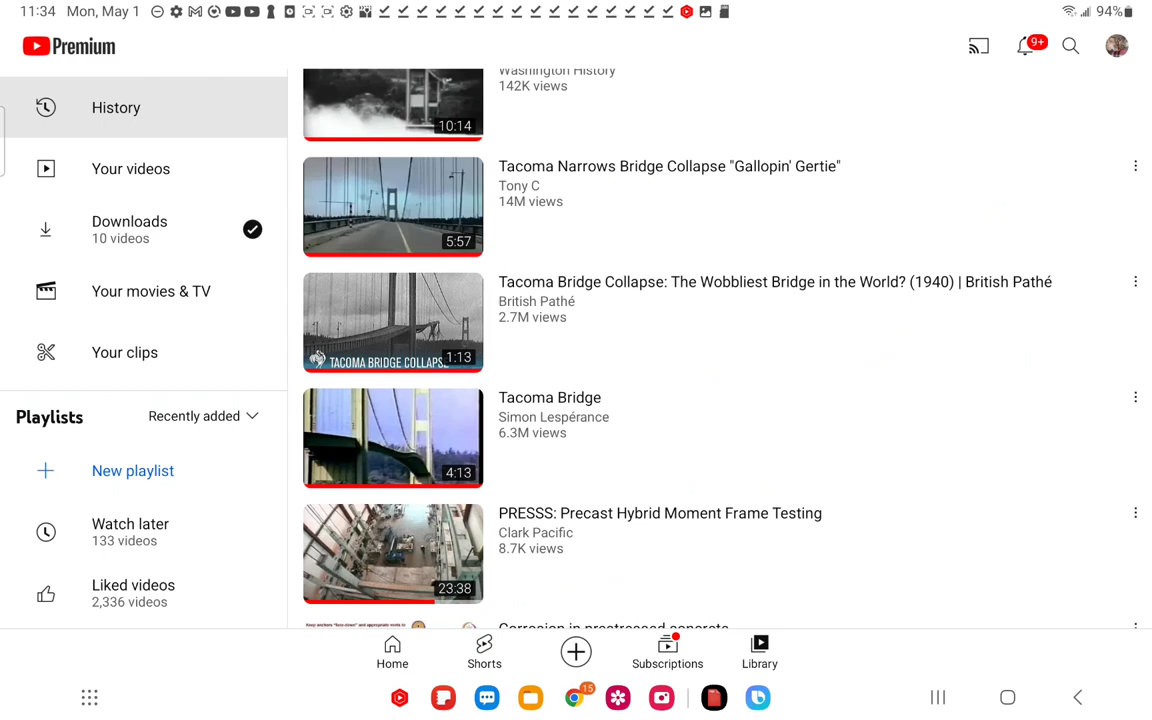 11:34 Mon, May 1
94%
Premium
9+
History
Your videos
Downloads
10 videos
Your movies & TV
Your clips
Playlists
Recently added
New playlist
Watch later
133 videos
Liked videos
2,336 videos
Washington History
142K views
10:14
Tacoma Narrows Bridge Collapse "Gallopin' Gertie"
Tony C
14M views
5:57
Tacoma Bridge Collapse: The Wobbliest Bridge in the World? (1940) | British Pathé
British Pathé
2.7M views
TACOMA BRIDGE COLLAPSE
1:13
Tacoma Bridge
Simon Lespérance
6.3M views
4:13
PRESSS: Precast Hybrid Moment Frame Testing
Clark Pacific
8.7K views
23:38
Corrosion in prestressed concrete
Home
Shorts
Subscriptions
Library
15